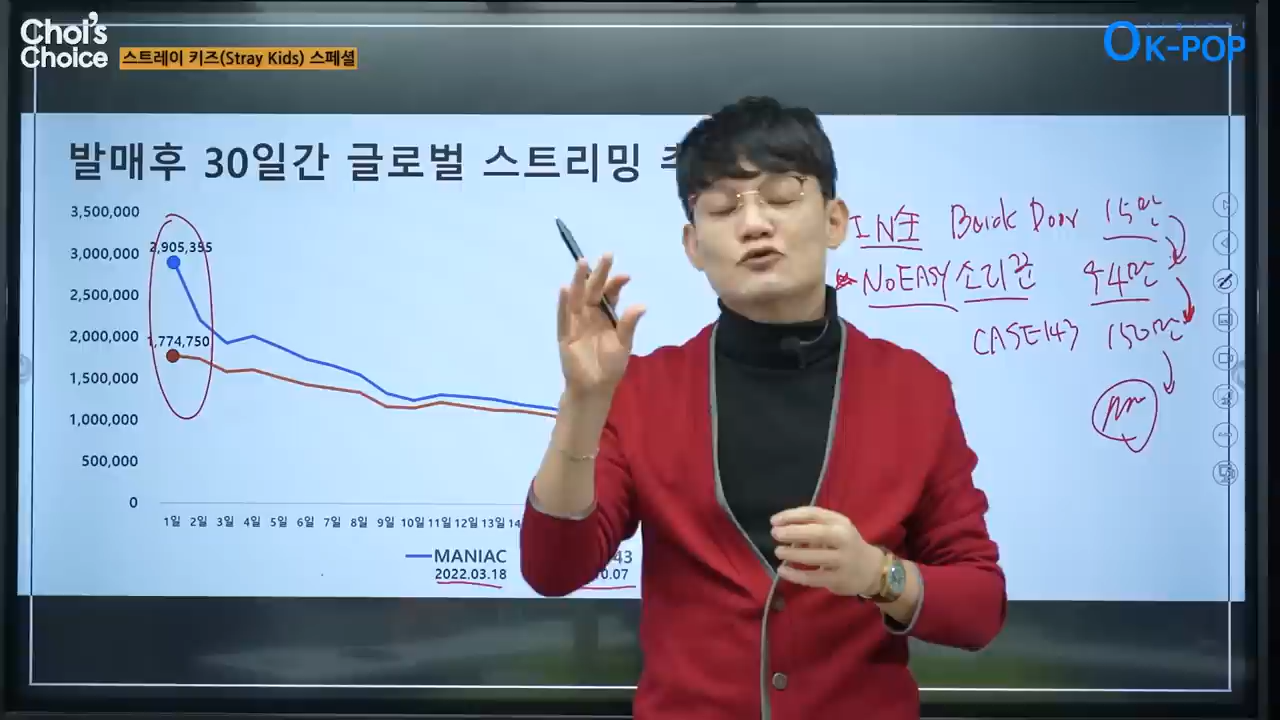 Choi's
Choice
스트레이 키즈(Stray Kids) 스페셜
OK-POP
발매후 30일간 글로벌 스트리밍
3,500,000
3,000,000
2,500,000
2,000,000
1,500,000
1,000,000
500,000
0
2,905,355
1,774,750
1일 2일 3일 4일 5일 6일 7일 8일 9일 10일 11일 12일 13일 14
MANIAC
2022.03.18
43
0.07
IN生 Back Door 15만
NoEASY 소리꾼
CASE143 150만